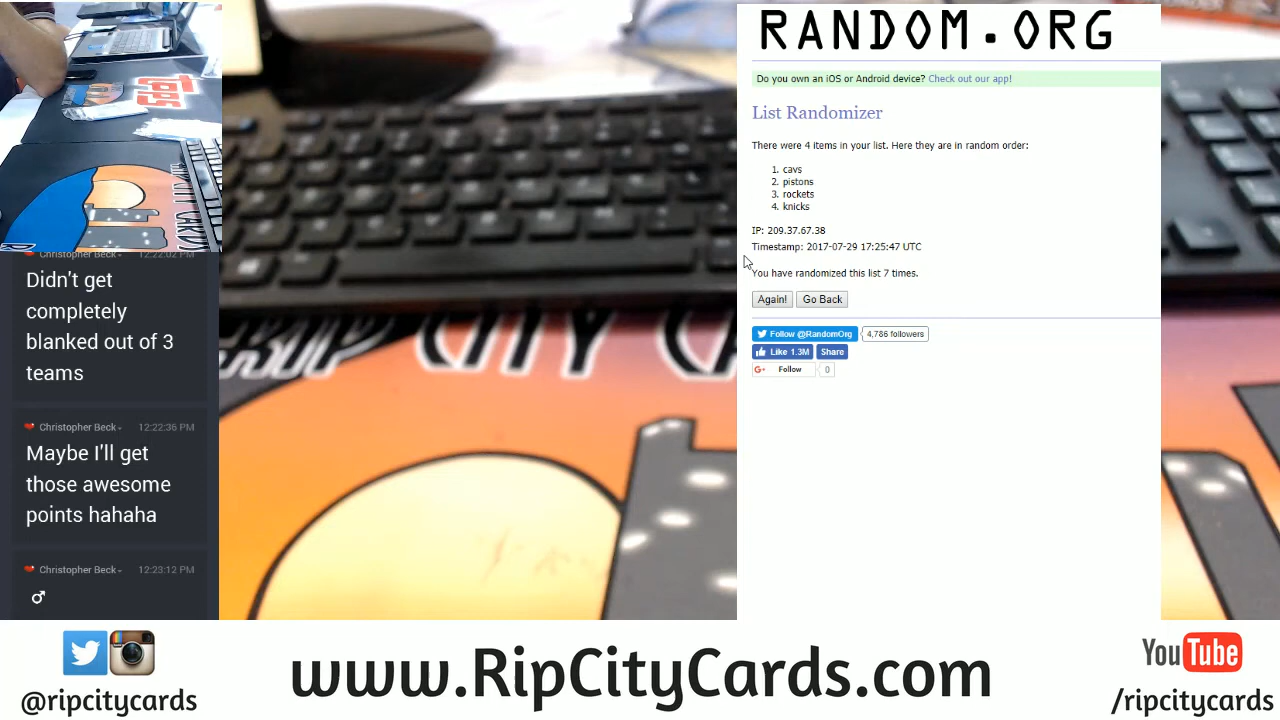 RANDOM.ORG
Do you own an iOS or Android device? Check out our app!
List Randomizer
There were 4 items in your list. Here they are in random order:
1. cavs
2. pistons
3. rockets
4. knicks
IP: 209.37.67.38
Timestamp: 2017-07-29 17:25:47 UTC
You have randomized this list 7 times.
Again! Go Back
Follow @RandomOrg 4,786 followers
Like 1.3M Share
G+ Follow 0
Christopher Beck 12:22:02 PM
Didn't get
completely
blanked out of 3
teams
Christopher Beck 12:22:36 PM
Maybe I'll get
those awesome
points hahaha
Christopher Beck 12:23:12 PM
♂
CITY
@ripcitycards
www.RipCityCards.com
YouTube
/ripcitycards